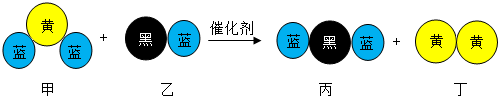 黄 蓝 蓝 + 黑 蓝 催化剂 蓝 黑 蓝 + 黄 黄
甲 乙 丙 丁